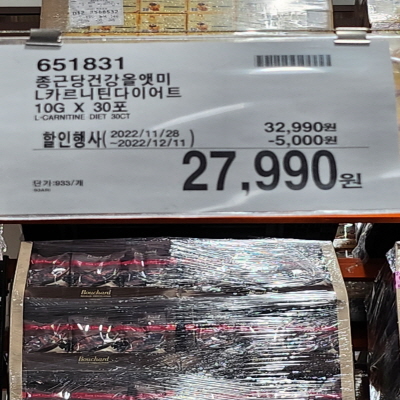 651831
종근당건강올앳미
L카르니틴다이어트
10G X 30포
L-CARNITINE DIET 30CT
할인행사(2022/11/28
~2022/12/11)
32,990원
-5,000원
27,990원
단가:933/개
Bouchard
Bouchard